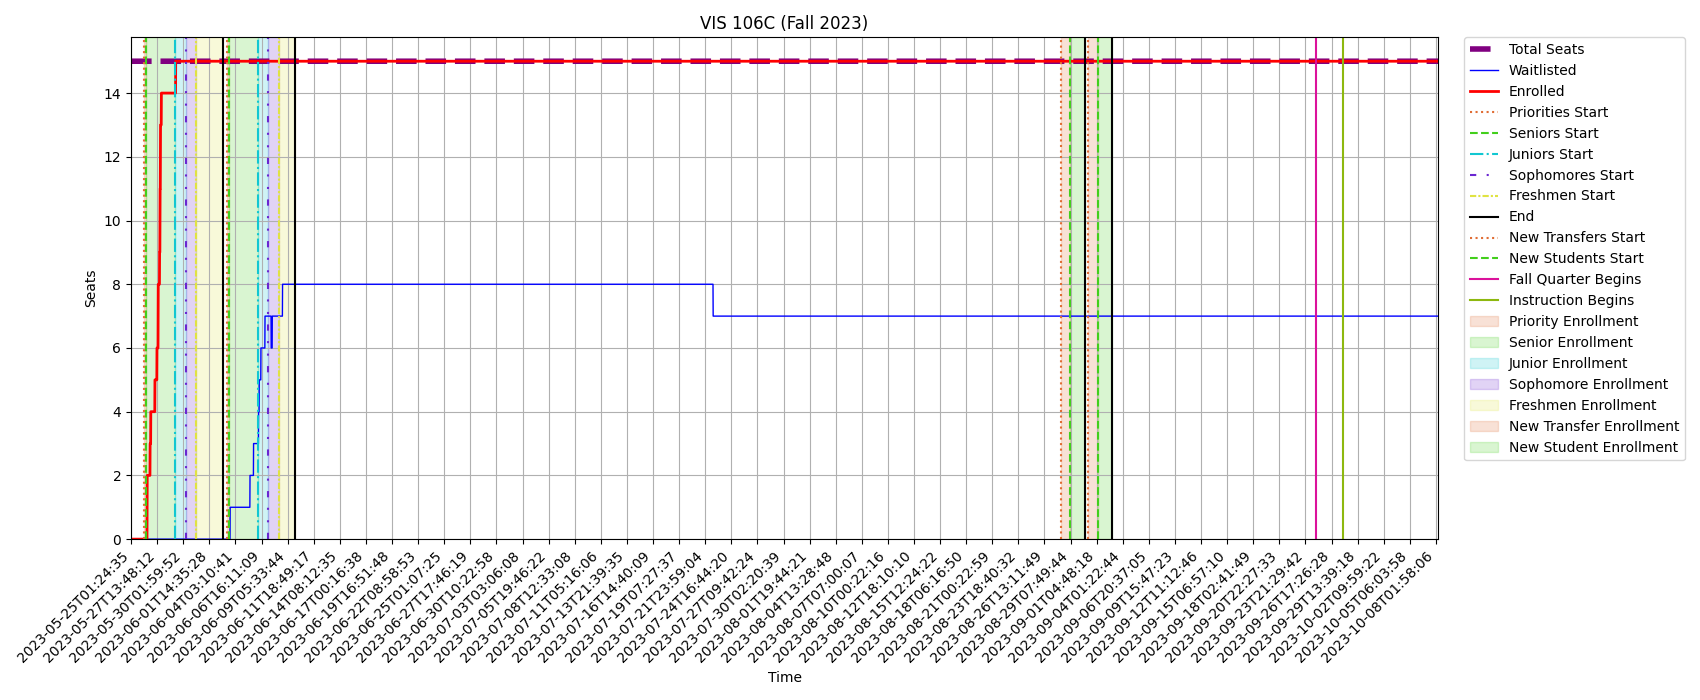 VIS 106C (Fall 2023)
Seats
14
12
10
8
6
4
2
0
2023-05-25T01:24:35
2023-05-27T13:48:12
2023-05-30T01:59:52
2023-06-01T14:35:28
2023-06-04T03:10:41
2023-06-06T16:11:09
2023-06-09T05:33:44
2023-06-11T18:49:17
2023-06-14T08:12:35
2023-06-17T00:16:38
2023-06-19T16:51:48
2023-06-22T08:58:53
2023-06-25T01:07:25
2023-06-27T17:46:19
2023-06-30T10:22:58
2023-07-03T03:06:08
2023-07-05T19:46:22
2023-07-08T12:33:08
2023-07-11T05:16:06
2023-07-13T21:39:35
2023-07-16T14:40:09
2023-07-19T07:27:37
2023-07-21T23:59:04
2023-07-24T16:44:20
2023-07-27T09:42:24
2023-07-30T02:20:39
2023-08-01T19:44:21
2023-08-04T13:28:48
2023-08-07T07:00:07
2023-08-10T00:22:16
2023-08-12T18:10:10
2023-08-15T12:24:22
2023-08-18T06:16:50
2023-08-21T00:22:59
2023-08-23T18:40:32
2023-08-26T13:11:49
2023-08-29T07:49:44
2023-09-01T04:48:18
2023-09-04T01:22:44
2023-09-06T20:37:05
2023-09-09T15:47:23
2023-09-12T11:12:46
2023-09-15T06:57:10
2023-09-18T02:41:49
2023-09-20T22:27:33
2023-09-23T21:29:42
2023-09-26T17:26:28
2023-09-29T13:39:18
2023-10-02T09:59:22
2023-10-05T06:03:58
2023-10-08T01:58:06
Time
Total Seats
Waitlisted
Enrolled
Priorities Start
Seniors Start
Juniors Start
Sophomores Start
Freshmen Start
End
New Transfers Start
New Students Start
Fall Quarter Begins
Instruction Begins
Priority Enrollment
Senior Enrollment
Junior Enrollment
Sophomore Enrollment
Freshmen Enrollment
New Transfer Enrollment
New Student Enrollment